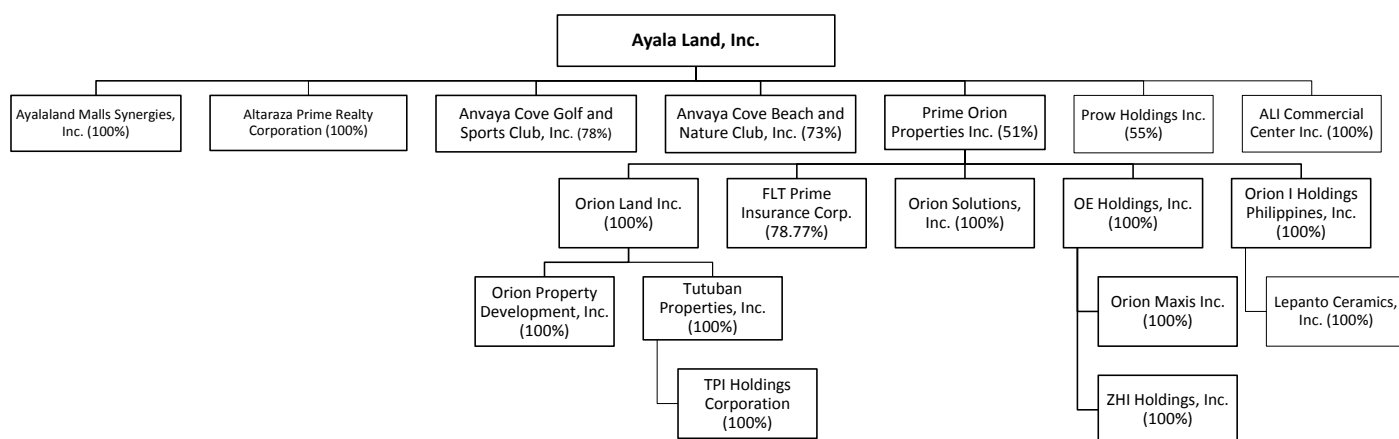 Ayala Land, Inc.
Ayalaland Malls Synergies,
Inc. (100%)
Altaraza Prime Realty
Corporation (100%)
Anvaya Cove Golf and
Sports Club, Inc. (78%)
Anvaya Cove Beach and
Nature Club, Inc. (73%)
Prime Orion
Properties Inc. (51%)
Prow Holdings Inc.
(55%)
ALI Commercial
Center Inc. (100%)
Orion Land Inc.
(100%)
FLT Prime
Insurance Corp.
(78.77%)
Orion Solutions,
Inc. (100%)
OE Holdings, Inc.
(100%)
Orion I Holdings
Philippines, Inc.
(100%)
Orion Property
Development, Inc.
(100%)
Tutuban
Properties, Inc.
(100%)
Orion Maxis Inc.
(100%)
Lepanto Ceramics,
Inc. (100%)
TPI Holdings
Corporation
(100%)
ZHI Holdings, Inc.
(100%)